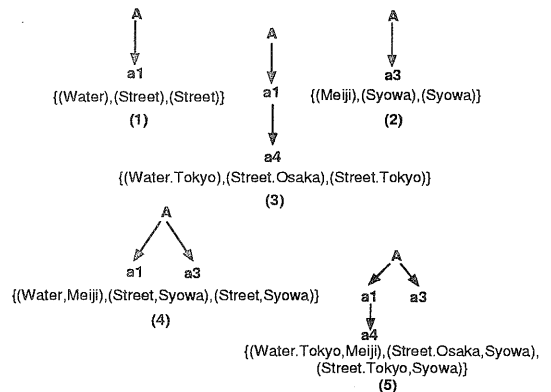 A
a1
{(Water),(Street),(Street)}
(1)
A
a3
{(Meiji),(Syowa),(Syowa)}
(2)
A
a1
a4
{(Water.Tokyo),(Street.Osaka),(Street.Tokyo)}
(3)
A
a1 a3
{(Water,Meiji),(Street,Syowa),(Street,Syowa)}
(4)
A
a1 a3
a4
{(Water.Tokyo,Meiji),(Street.Osaka,Syowa),
(Street.Tokyo,Syowa)}
(5)